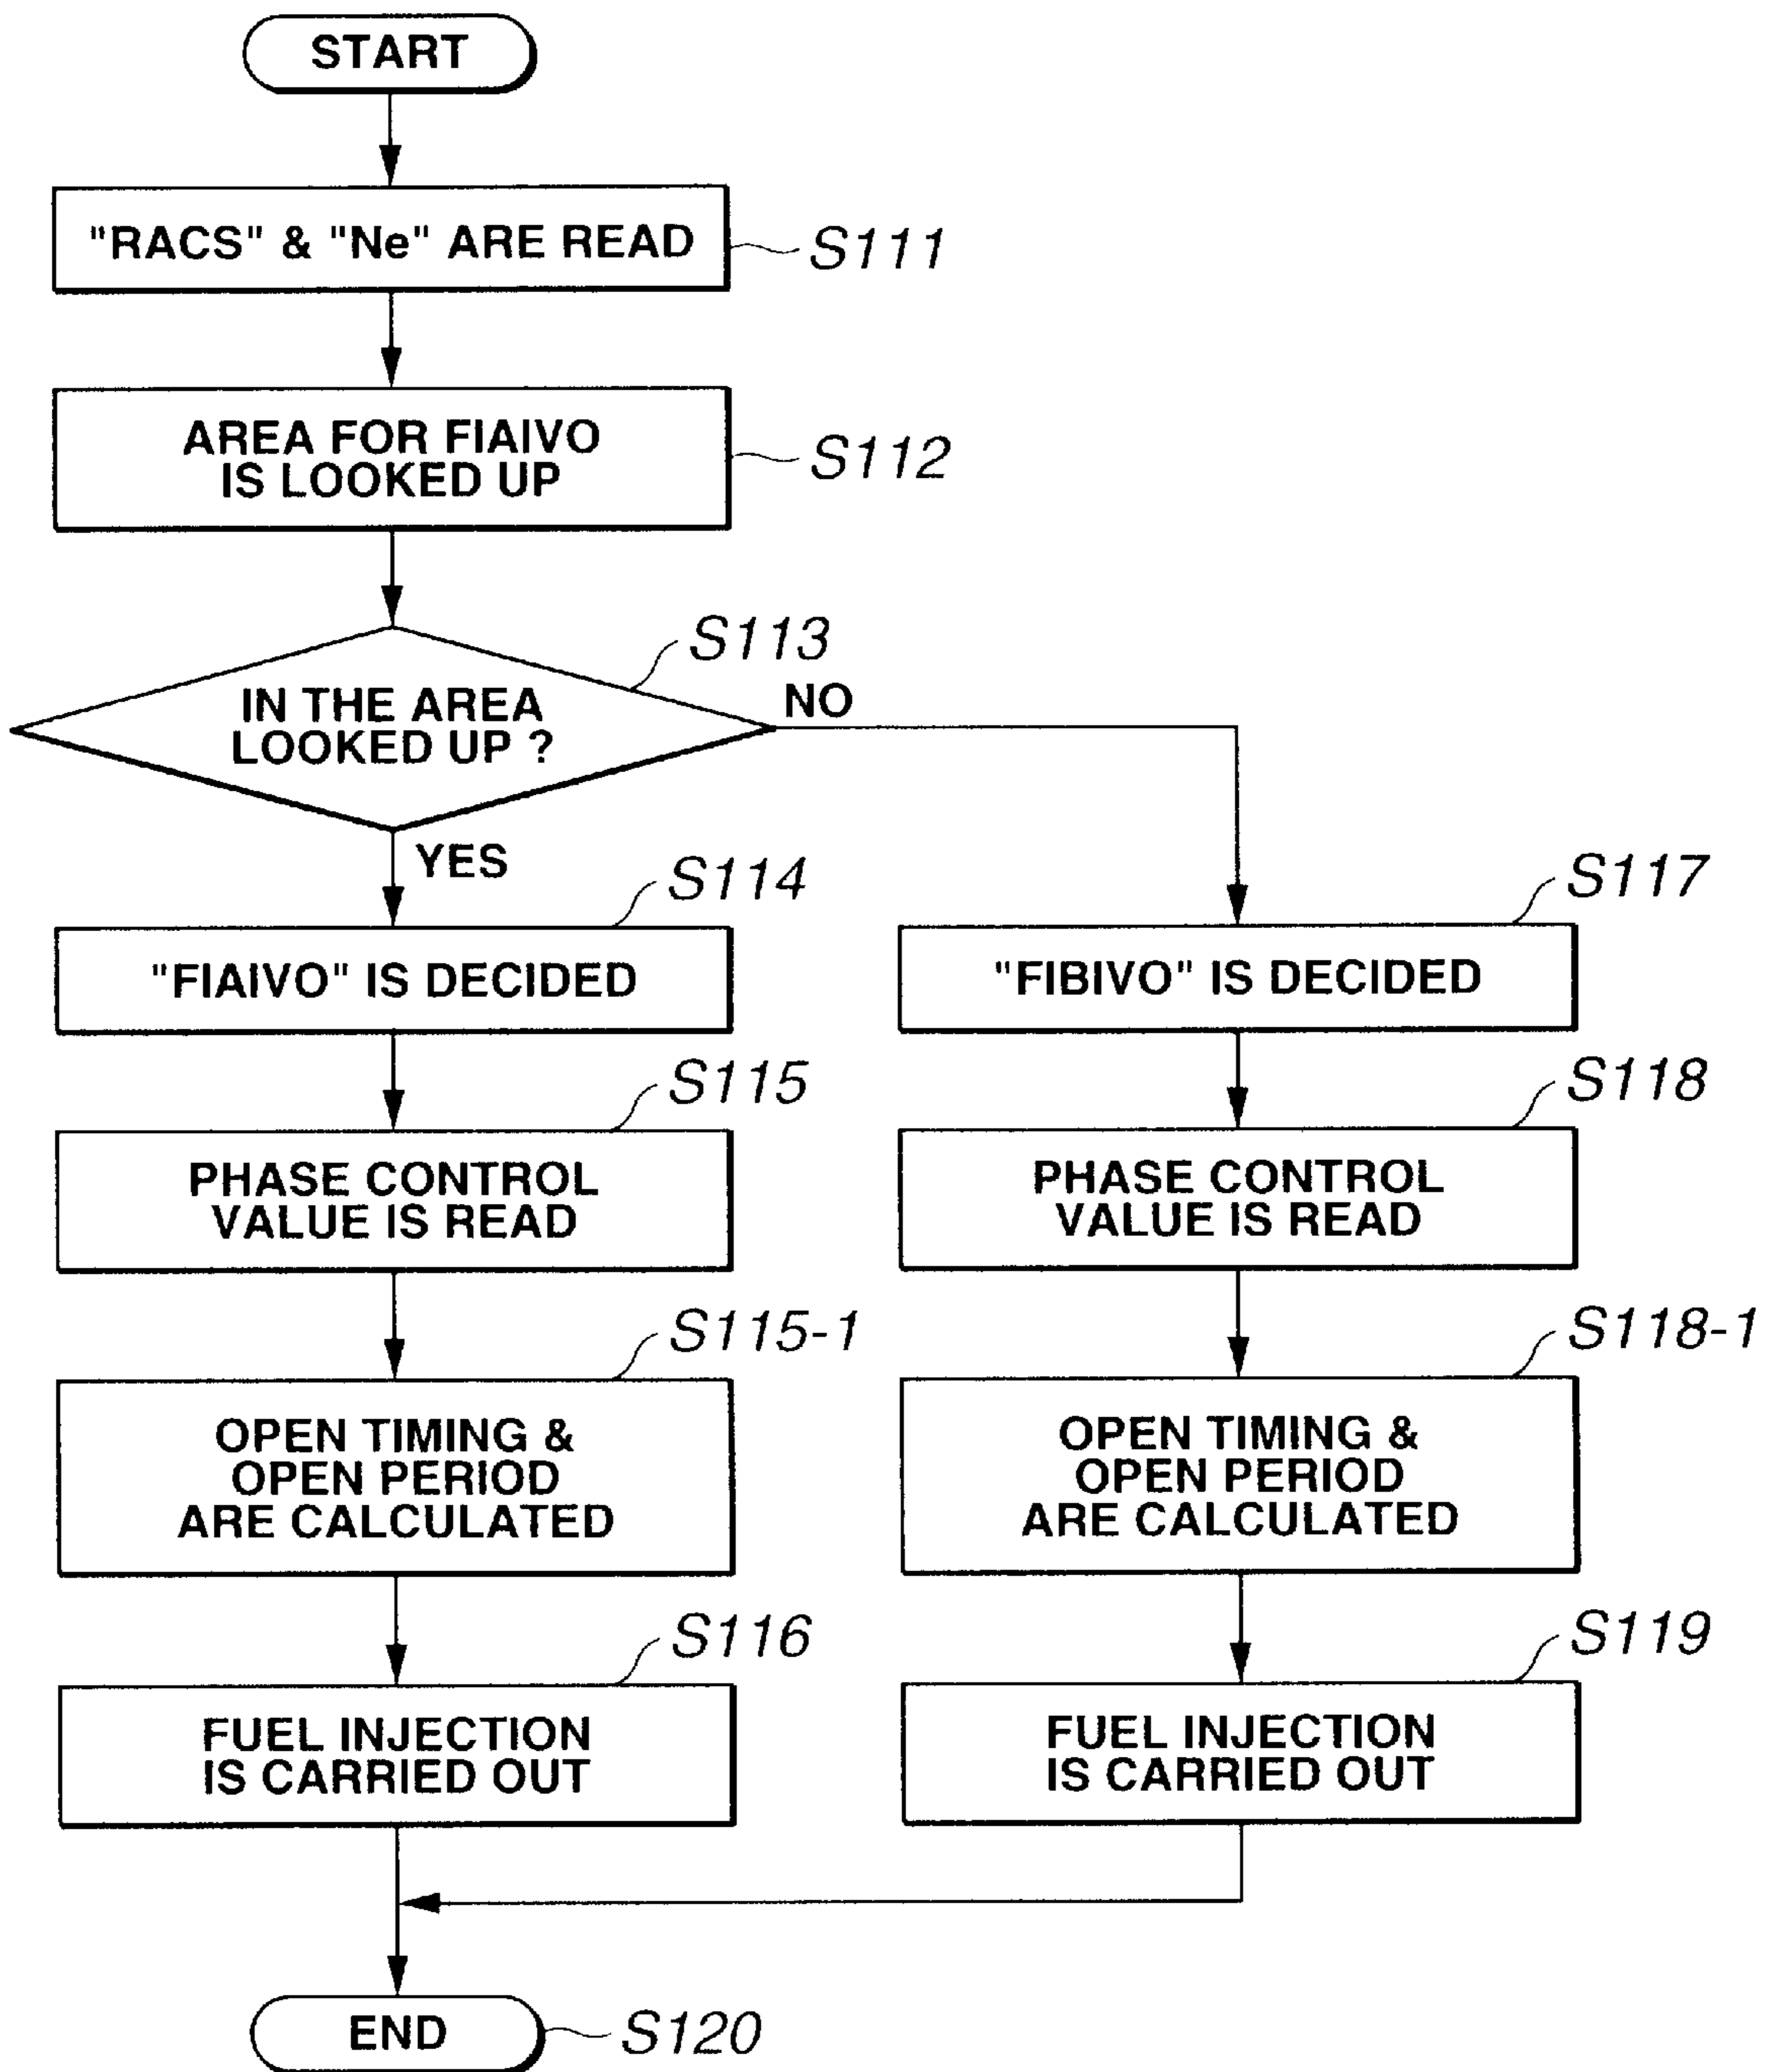 START
"RACS" & "Ne" ARE READ
S111
AREA FOR FIAIVO
IS LOOKED UP
S112
S113
IN THE AREA
LOOKED UP ?
NO
YES
S114
"FIAIVO" IS DECIDED
S115
PHASE CONTROL
VALUE IS READ
S115-1
OPEN TIMING &
OPEN PERIOD
ARE CALCULATED
S116
FUEL INJECTION
IS CARRIED OUT
S117
"FIBIVO" IS DECIDED
S118
PHASE CONTROL
VALUE IS READ
S118-1
OPEN TIMING &
OPEN PERIOD
ARE CALCULATED
S119
FUEL INJECTION
IS CARRIED OUT
END
S120